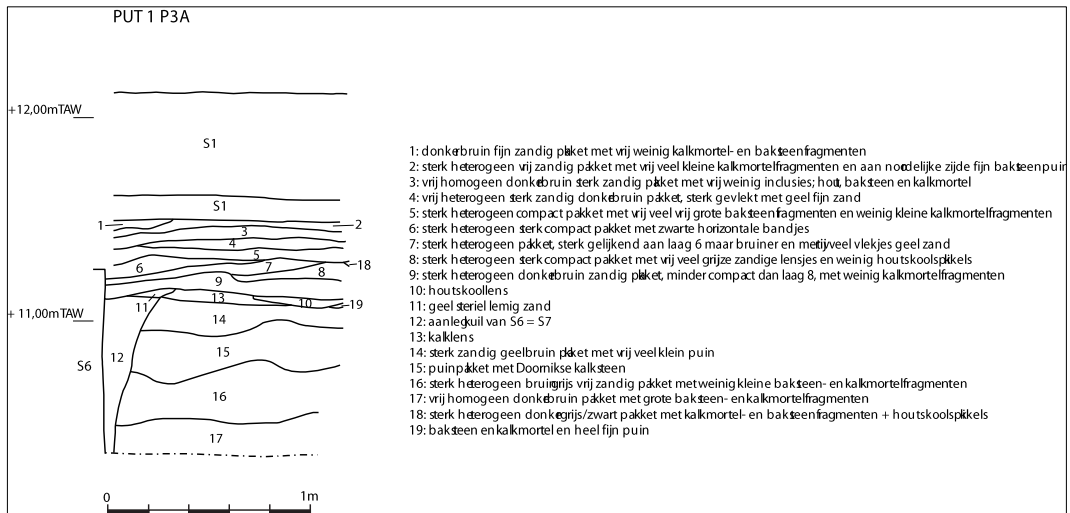 PUT 1 P3A
+12,00mTAW
S1
S1
1
2
3
4
5
18
6
7
8
9
10
19
11
13
+ 11,00mTAW
14
S6
12
15
16
17
0
1m
1: donkerbruin fijn zandig pakket met vrij weinig kalkmortel- en baksteenfragmenten
2: sterk heterogeen vrij zandig pakket met vrij veel kleine kalkmortelfragmenten en aan noordelijke zijde fijn baksteenpuin
3: vrij homogeen donkerbruin sterk zandig pakket met vrij weinig inclusies; hout, baksteen en kalkmortel
4: vrij heterogeen sterk zandig donkerbruin pakket, sterk gevlekt met geel fijn zand
5: sterk heterogeen compact pakket met vrij veel vrij grote baksteenfragmenten en weinig kleine kalkmortelfragmenten
6: sterk heterogeen sterk compact pakket met zwarte horizontale bandjes
7: sterk heterogeen pakket, sterk gelijkend aan laag 6 maar bruiner en met vrij veel vlekjes geel zand
8: sterk heterogeen sterk compact pakket met vrij veel grijze zandige lensjes en weinig houtskoolspikkels
9: sterk heterogeen donkerbruin zandig pakket, minder compact dan laag 8, met weinig kalkmortelfragmenten
10: houtskoollens
11: geel steriel lemig zand
12: aanlegkuil van S6 = S7
13: kalklens
14: sterk zandig geelbruin pakket met vrij veel klein puin
15: puinpakket met Doornikse kalksteen
16: sterk heterogeen bruingrijs vrij zandig pakket met weinig kleine baksteen- en kalkmortelfragmenten
17: vrij homogeen donkerbruin pakket met grote baksteen- en kalkmortelfragmenten
18: sterk heterogeen donkergrijs/zwart pakket met kalkmortel- en baksteenfragmenten + houtskoolspikkels
19: baksteen en kalkmortel en heel fijn puin